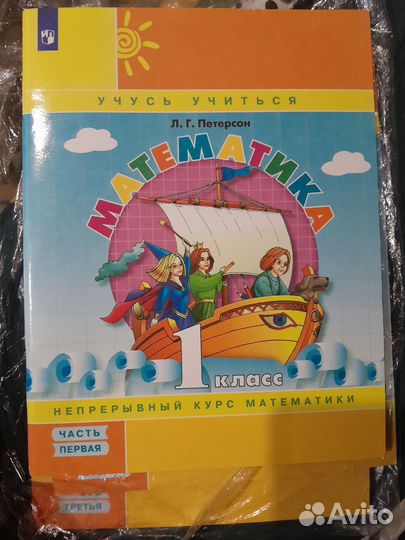 УЧУСЬ УЧИТЬСЯ
Л. Г. Петерсон
МАТЕМАТИКА
1 класс
НЕПРЕРЫВНЫЙ КУРС МАТЕМАТИКИ
ЧАСТЬ
ПЕРВАЯ
ТРЕТЬЯ
Avito